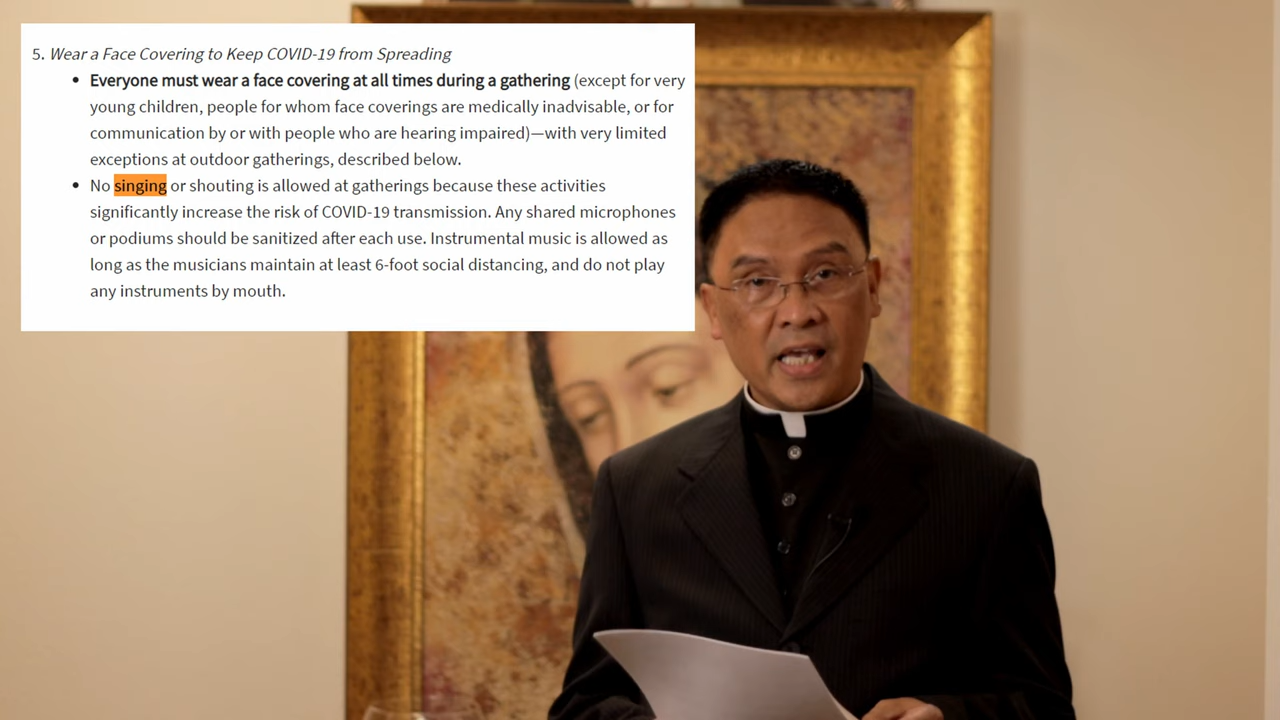 5. Wear a Face Covering to Keep COVID-19 from Spreading
• Everyone must wear a face covering at all times during a gathering (except for very
young children, people for whom face coverings are medically inadvisable, or for
communication by or with people who are hearing impaired)—with very limited
exceptions at outdoor gatherings, described below.
• No singing or shouting is allowed at gatherings because these activities
significantly increase the risk of COVID-19 transmission. Any shared microphones
or podiums should be sanitized after each use. Instrumental music is allowed as
long as the musicians maintain at least 6-foot social distancing, and do not play
any instruments by mouth.